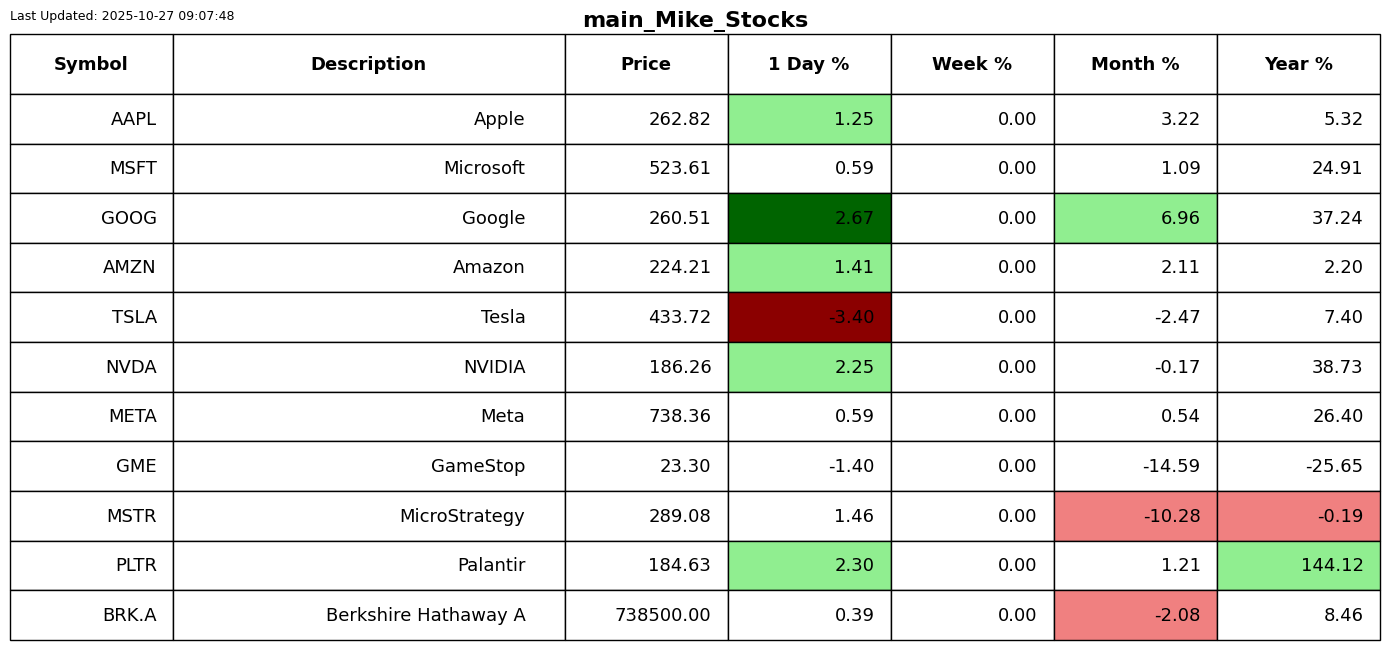 Last Updated: 2025-10-27 09:07:48
main_Mike_Stocks
Symbol Description Price 1 Day % Week % Month % Year %
AAPL Apple 262.82 1.25 0.00 3.22 5.32
MSFT Microsoft 523.61 0.59 0.00 1.09 24.91
GOOG Google 260.51 2.67 0.00 6.96 37.24
AMZN Amazon 224.21 1.41 0.00 2.11 2.20
TSLA Tesla 433.72 -3.40 0.00 -2.47 7.40
NVDA NVIDIA 186.26 2.25 0.00 -0.17 38.73
META Meta 738.36 0.59 0.00 0.54 26.40
GME GameStop 23.30 -1.40 0.00 -14.59 -25.65
MSTR MicroStrategy 289.08 1.46 0.00 -10.28 -0.19
PLTR Palantir 184.63 2.30 0.00 1.21 144.12
BRK.A Berkshire Hathaway A 738500.00 0.39 0.00 -2.08 8.46